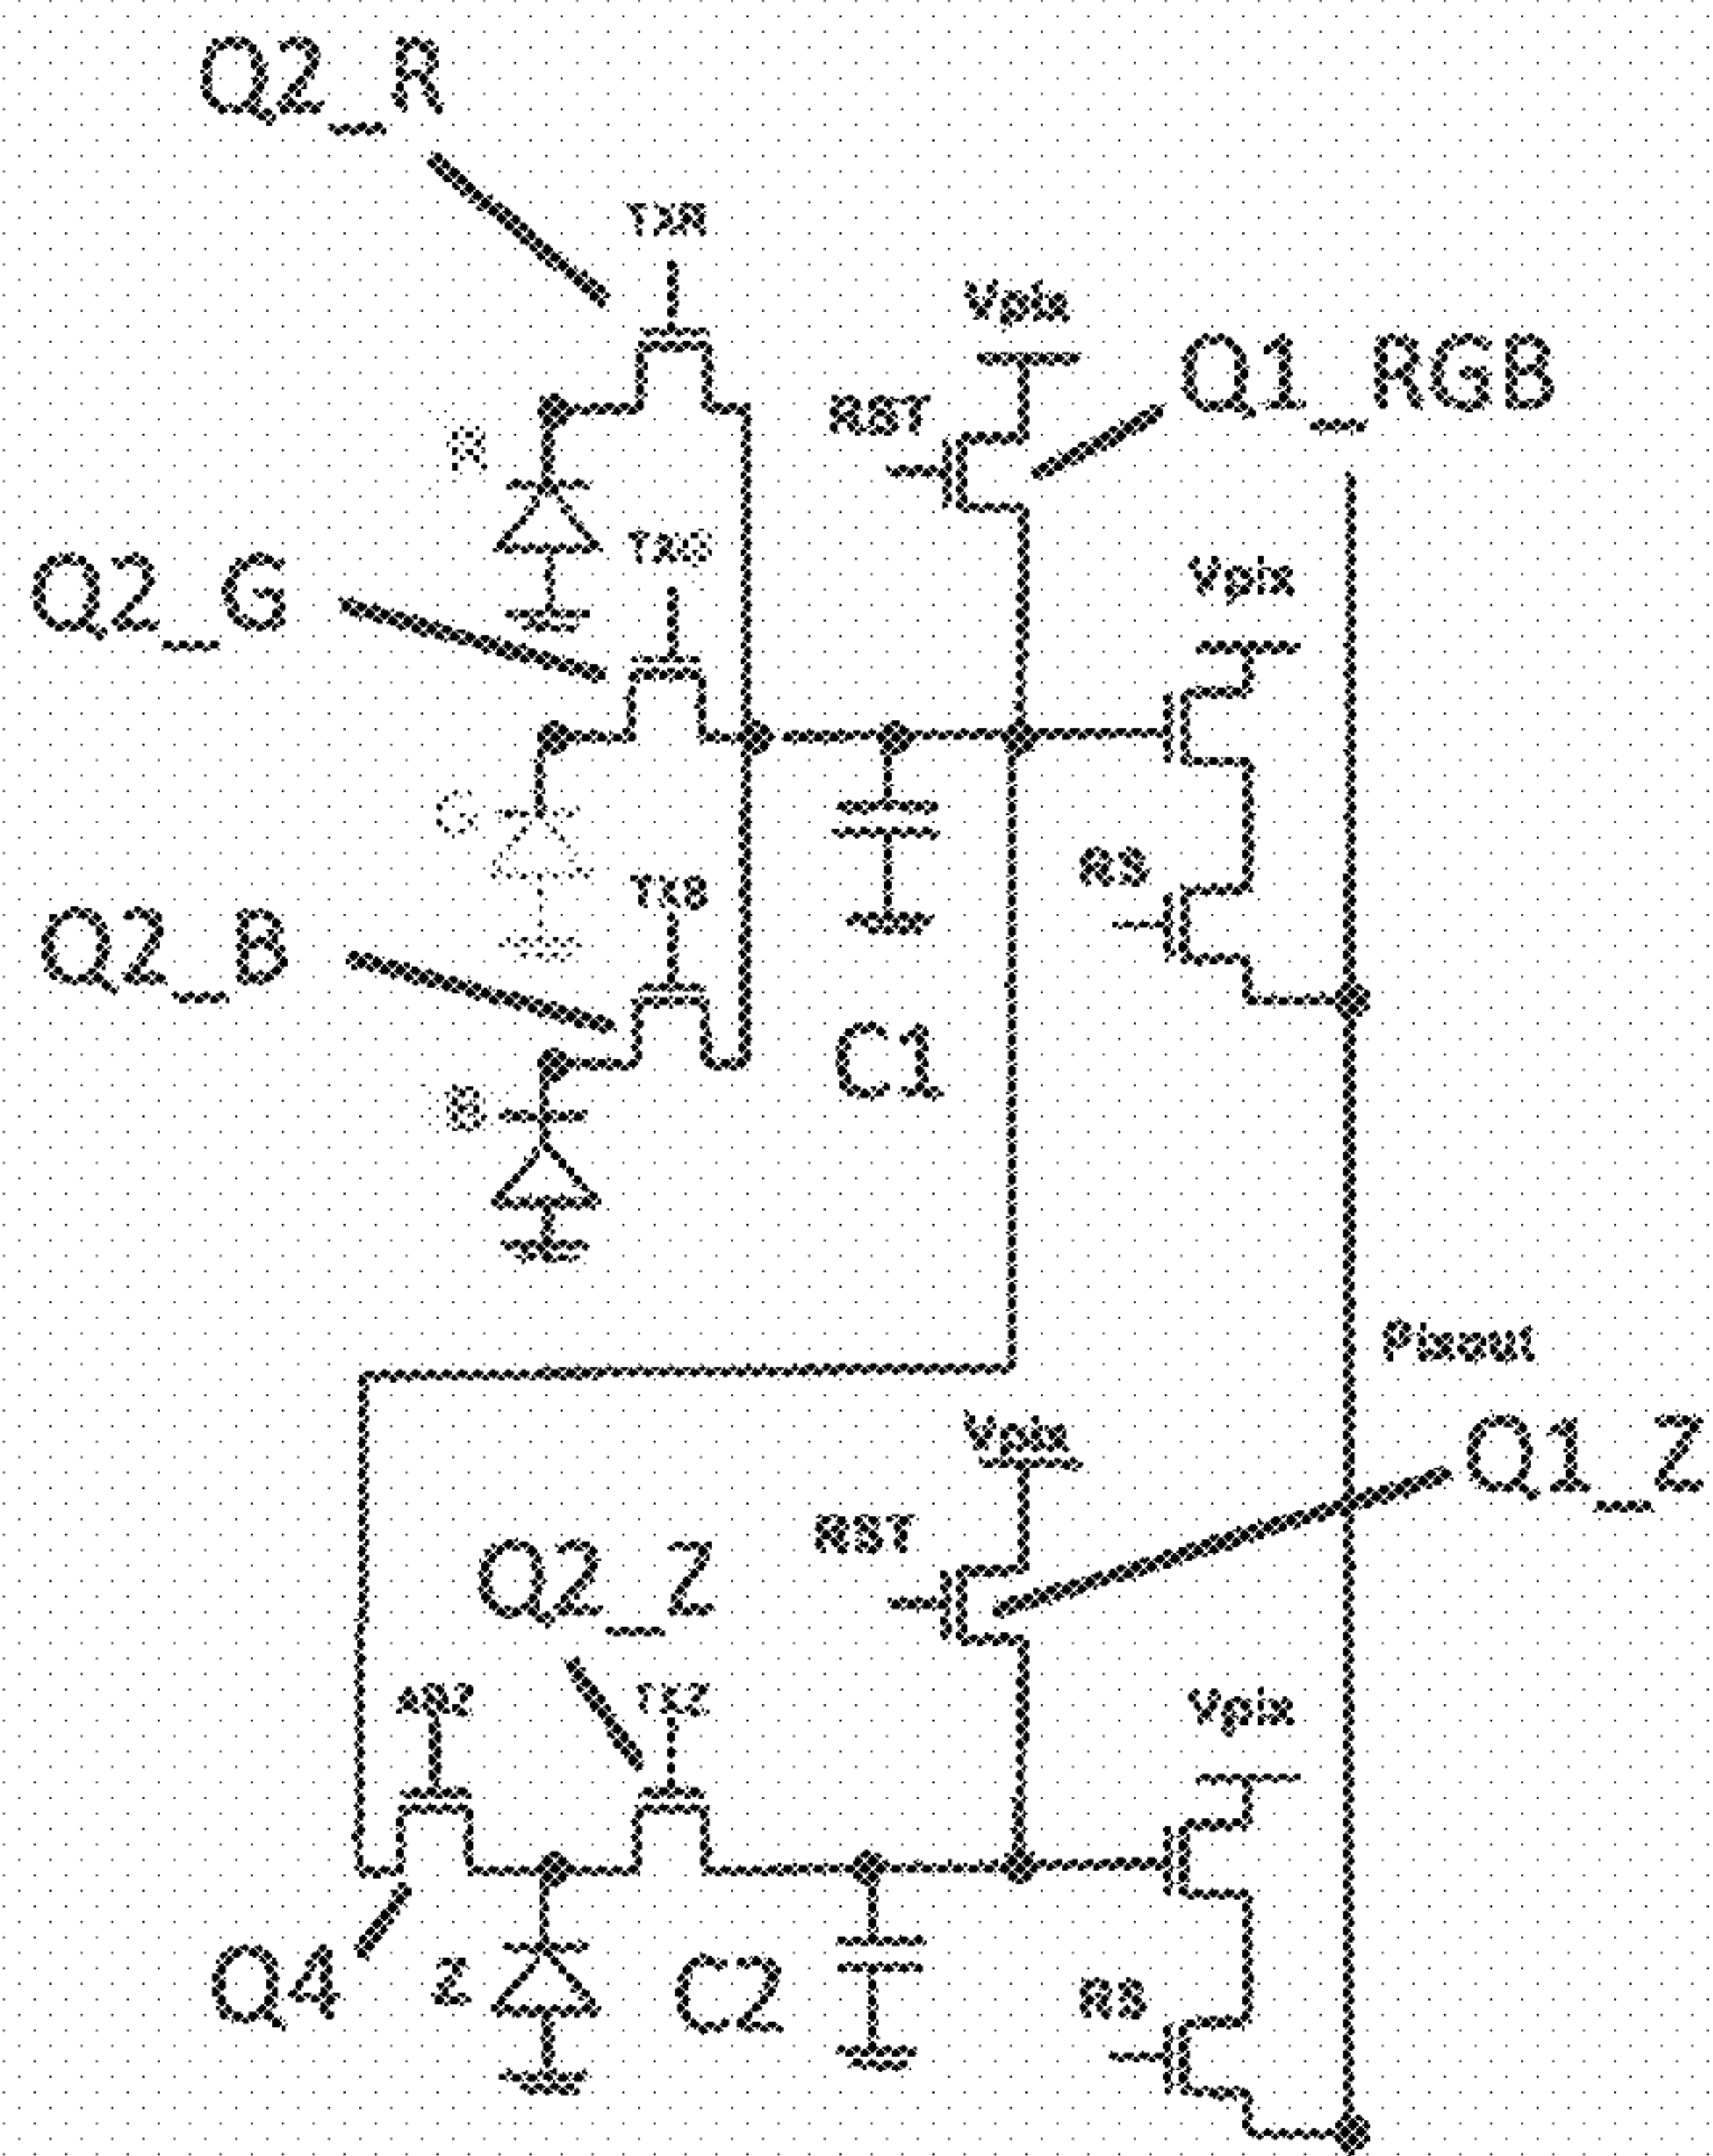 Q2_R
TXR
Vpix
Q1_RGB
RST
R
TXG
Q2_G
Vpix
G
RS
TXB
Q2_B
C1
B
Pixout
Vpix
Q1_Z
RST
Q2_Z
TXZ
Vpix
Q4
Z
C2
RS